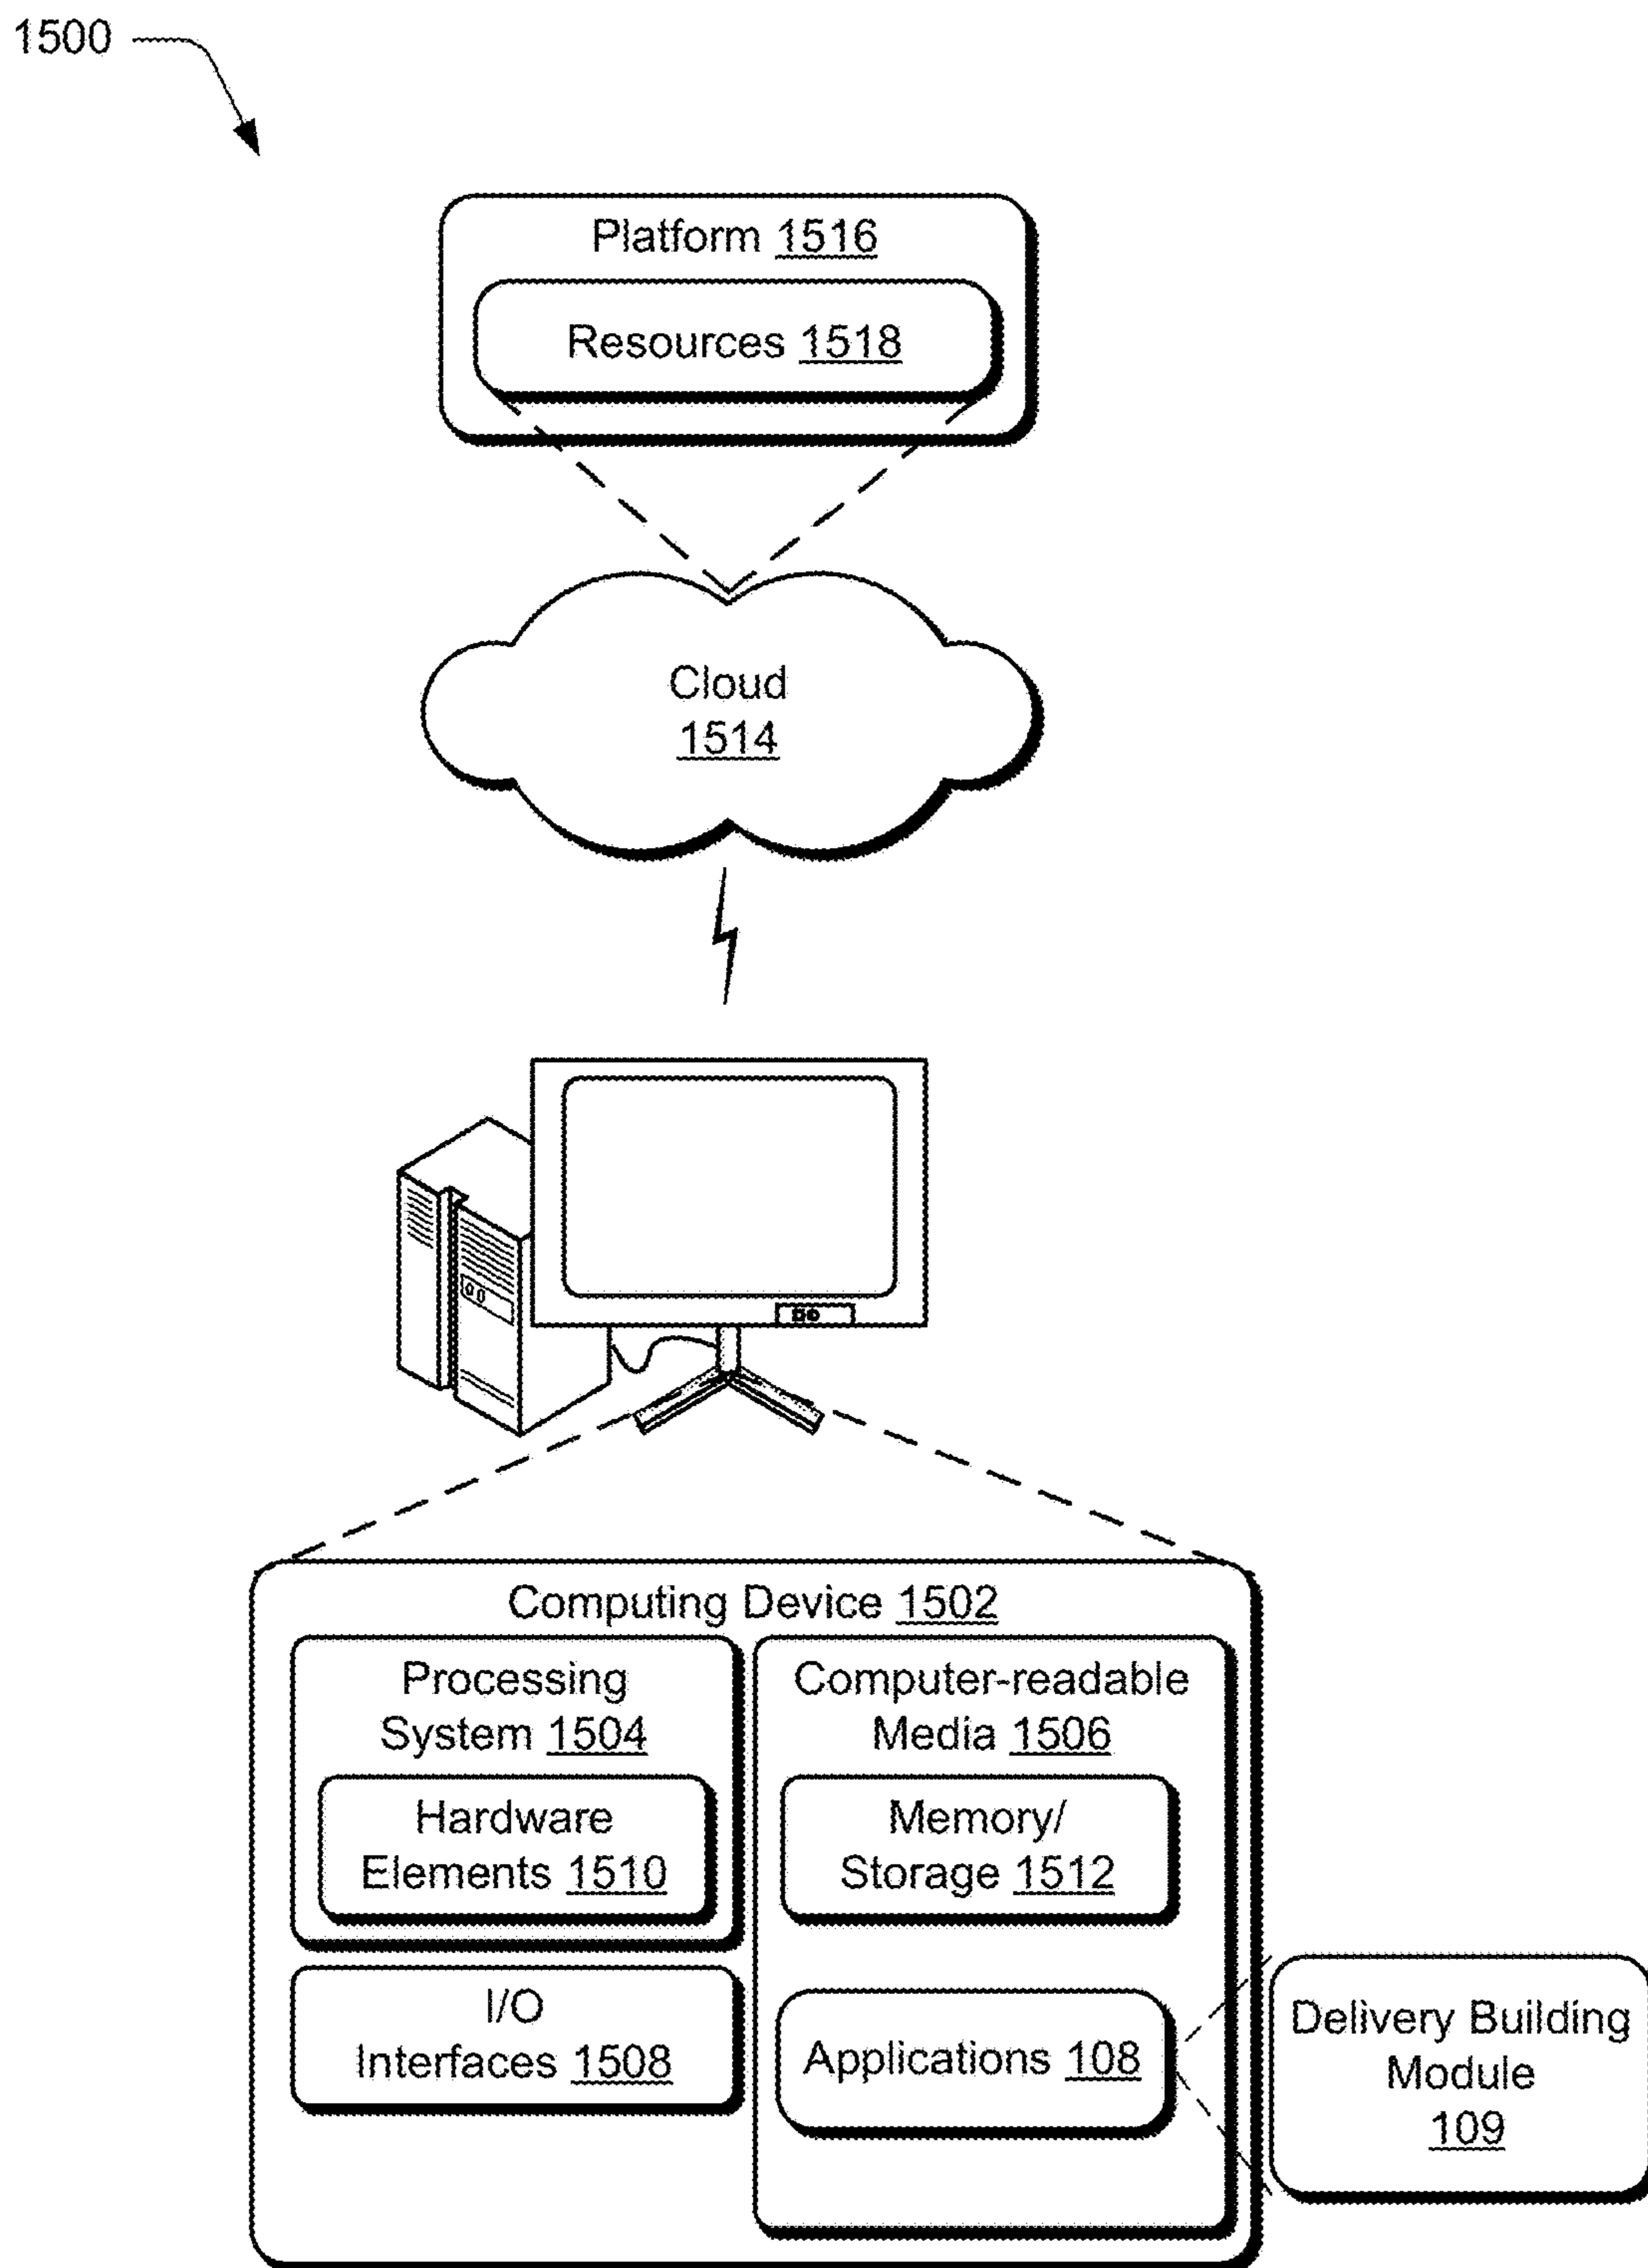 1500
Platform 1516
Resources 1518
Cloud
1514
Computing Device 1502
Processing
System 1504
Hardware
Elements 1510
I/O
Interfaces 1508
Computer-readable
Media 1506
Memory/
Storage 1512
Applications 108
Delivery Building
Module
109